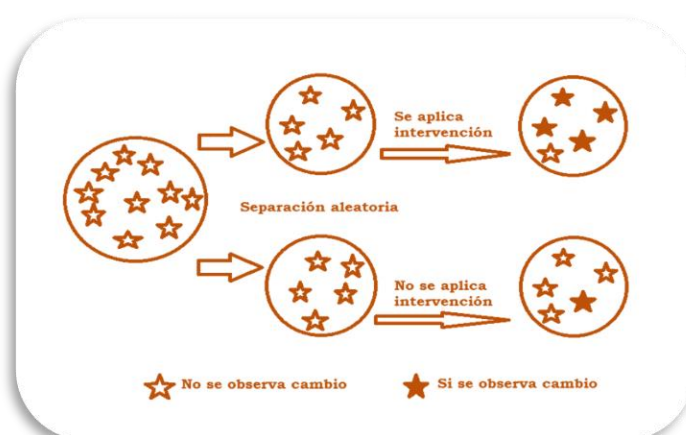 Se aplica
intervención
Separación aleatoria
No se aplica
intervención
No se observa cambio
Si se observa cambio